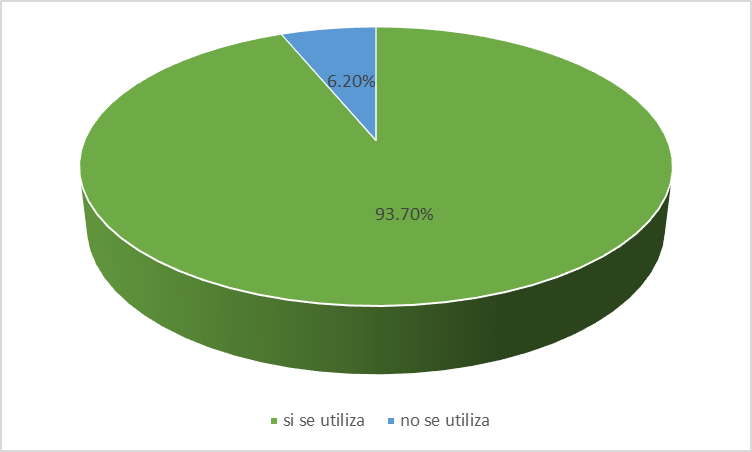 6.20%
93.70%
si se utiliza no se utiliza